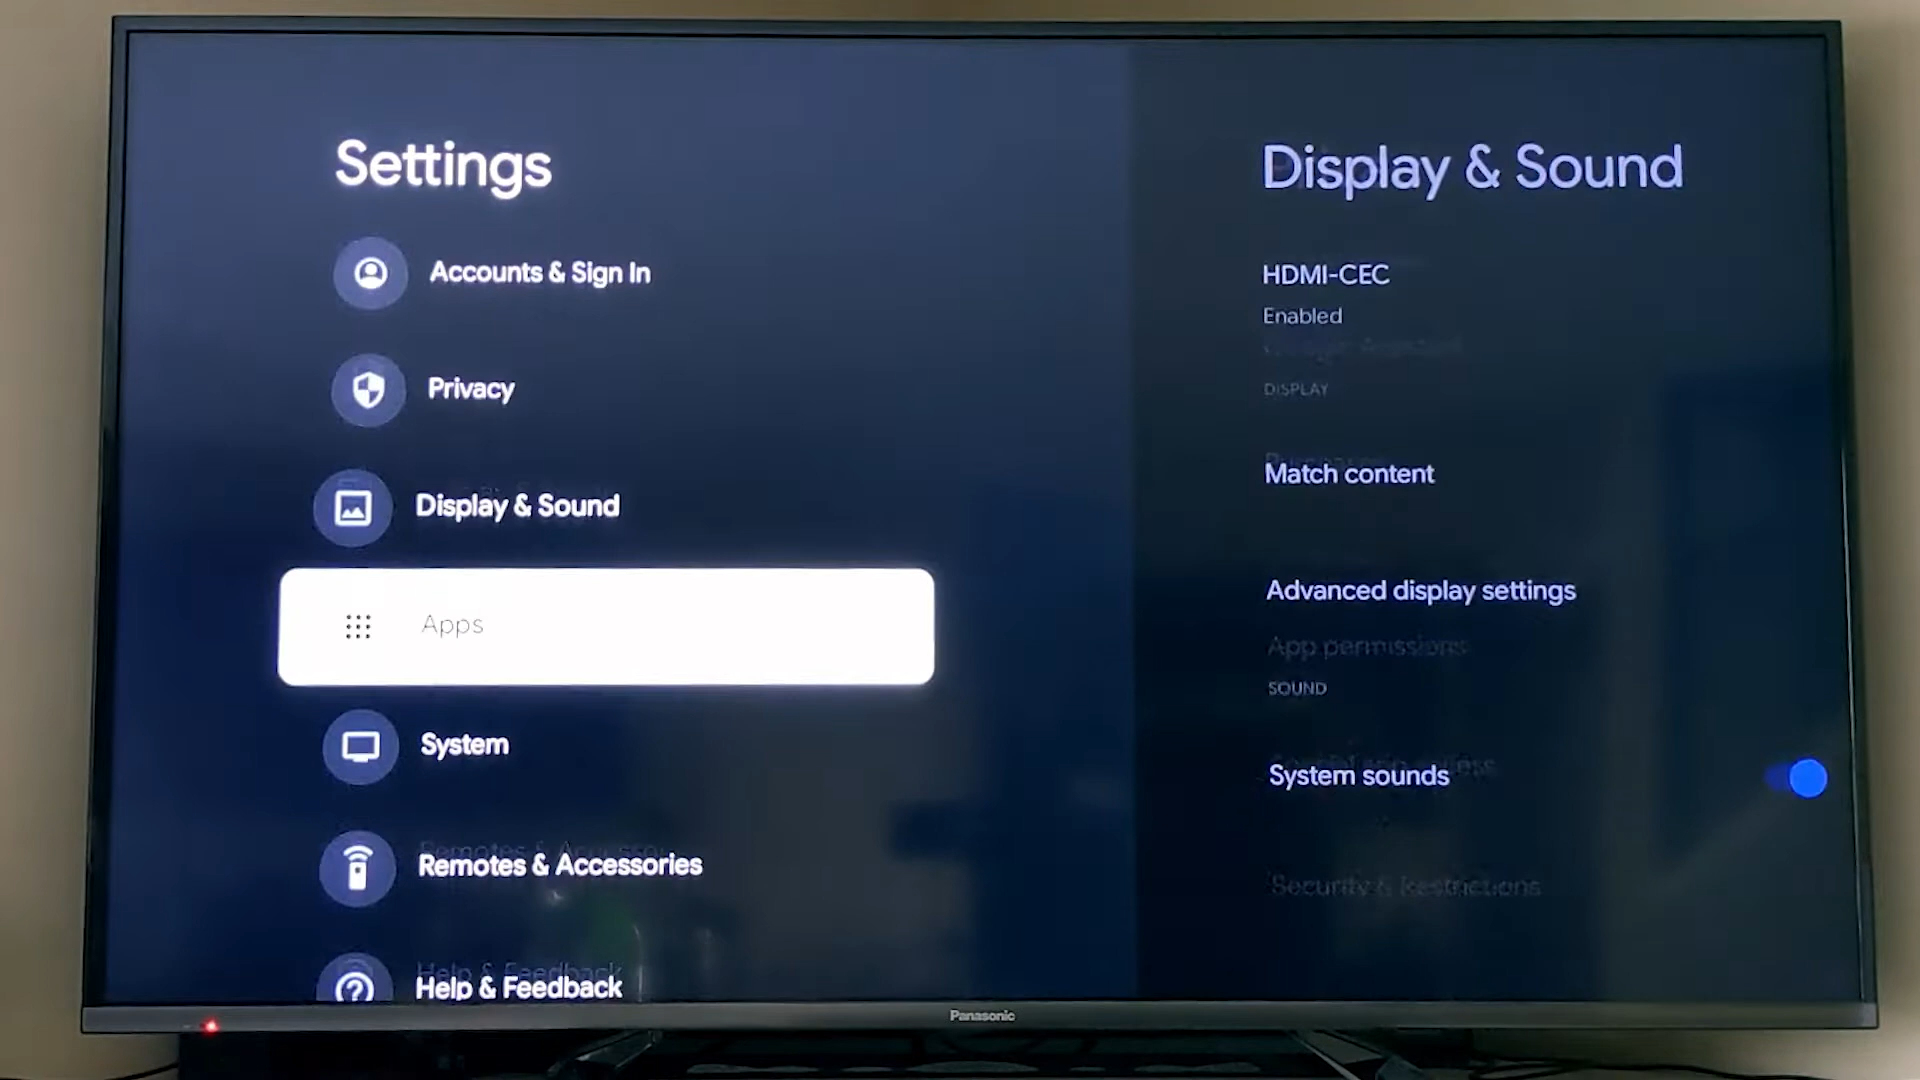 Settings
Accounts & Sign In
Privacy
Display & Sound
Apps
System
Remotes & Accessories
Help & Feedback
Display & Sound
HDMI-CEC
Enabled
DISPLAY
Match content
Advanced display settings
App permissions
SOUND
System sounds
Security & Restrictions
Panasonic